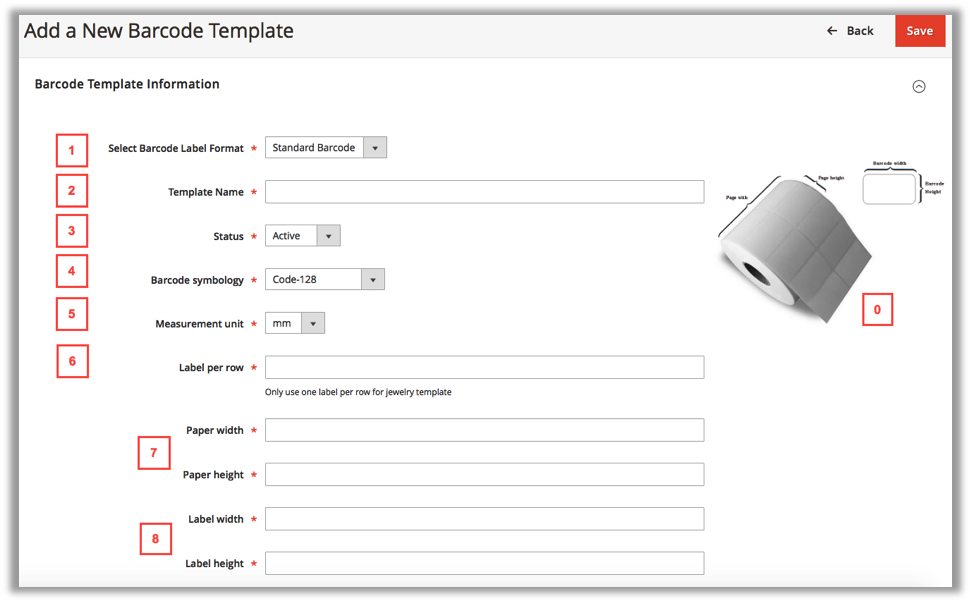 Add a New Barcode Template
Back
Save
Barcode Template Information
1 Select Barcode Label Format * Standard Barcode
2 Template Name *
3 Status * Active
4 Barcode symbology * Code-128
5 Measurement unit * mm
6 Label per row *
Only use one label per row for jewelry template
Paper width *
7
Paper height *
Label width *
8
Label height *
Page with
Page height
Barcode width
Barcode
Height
0